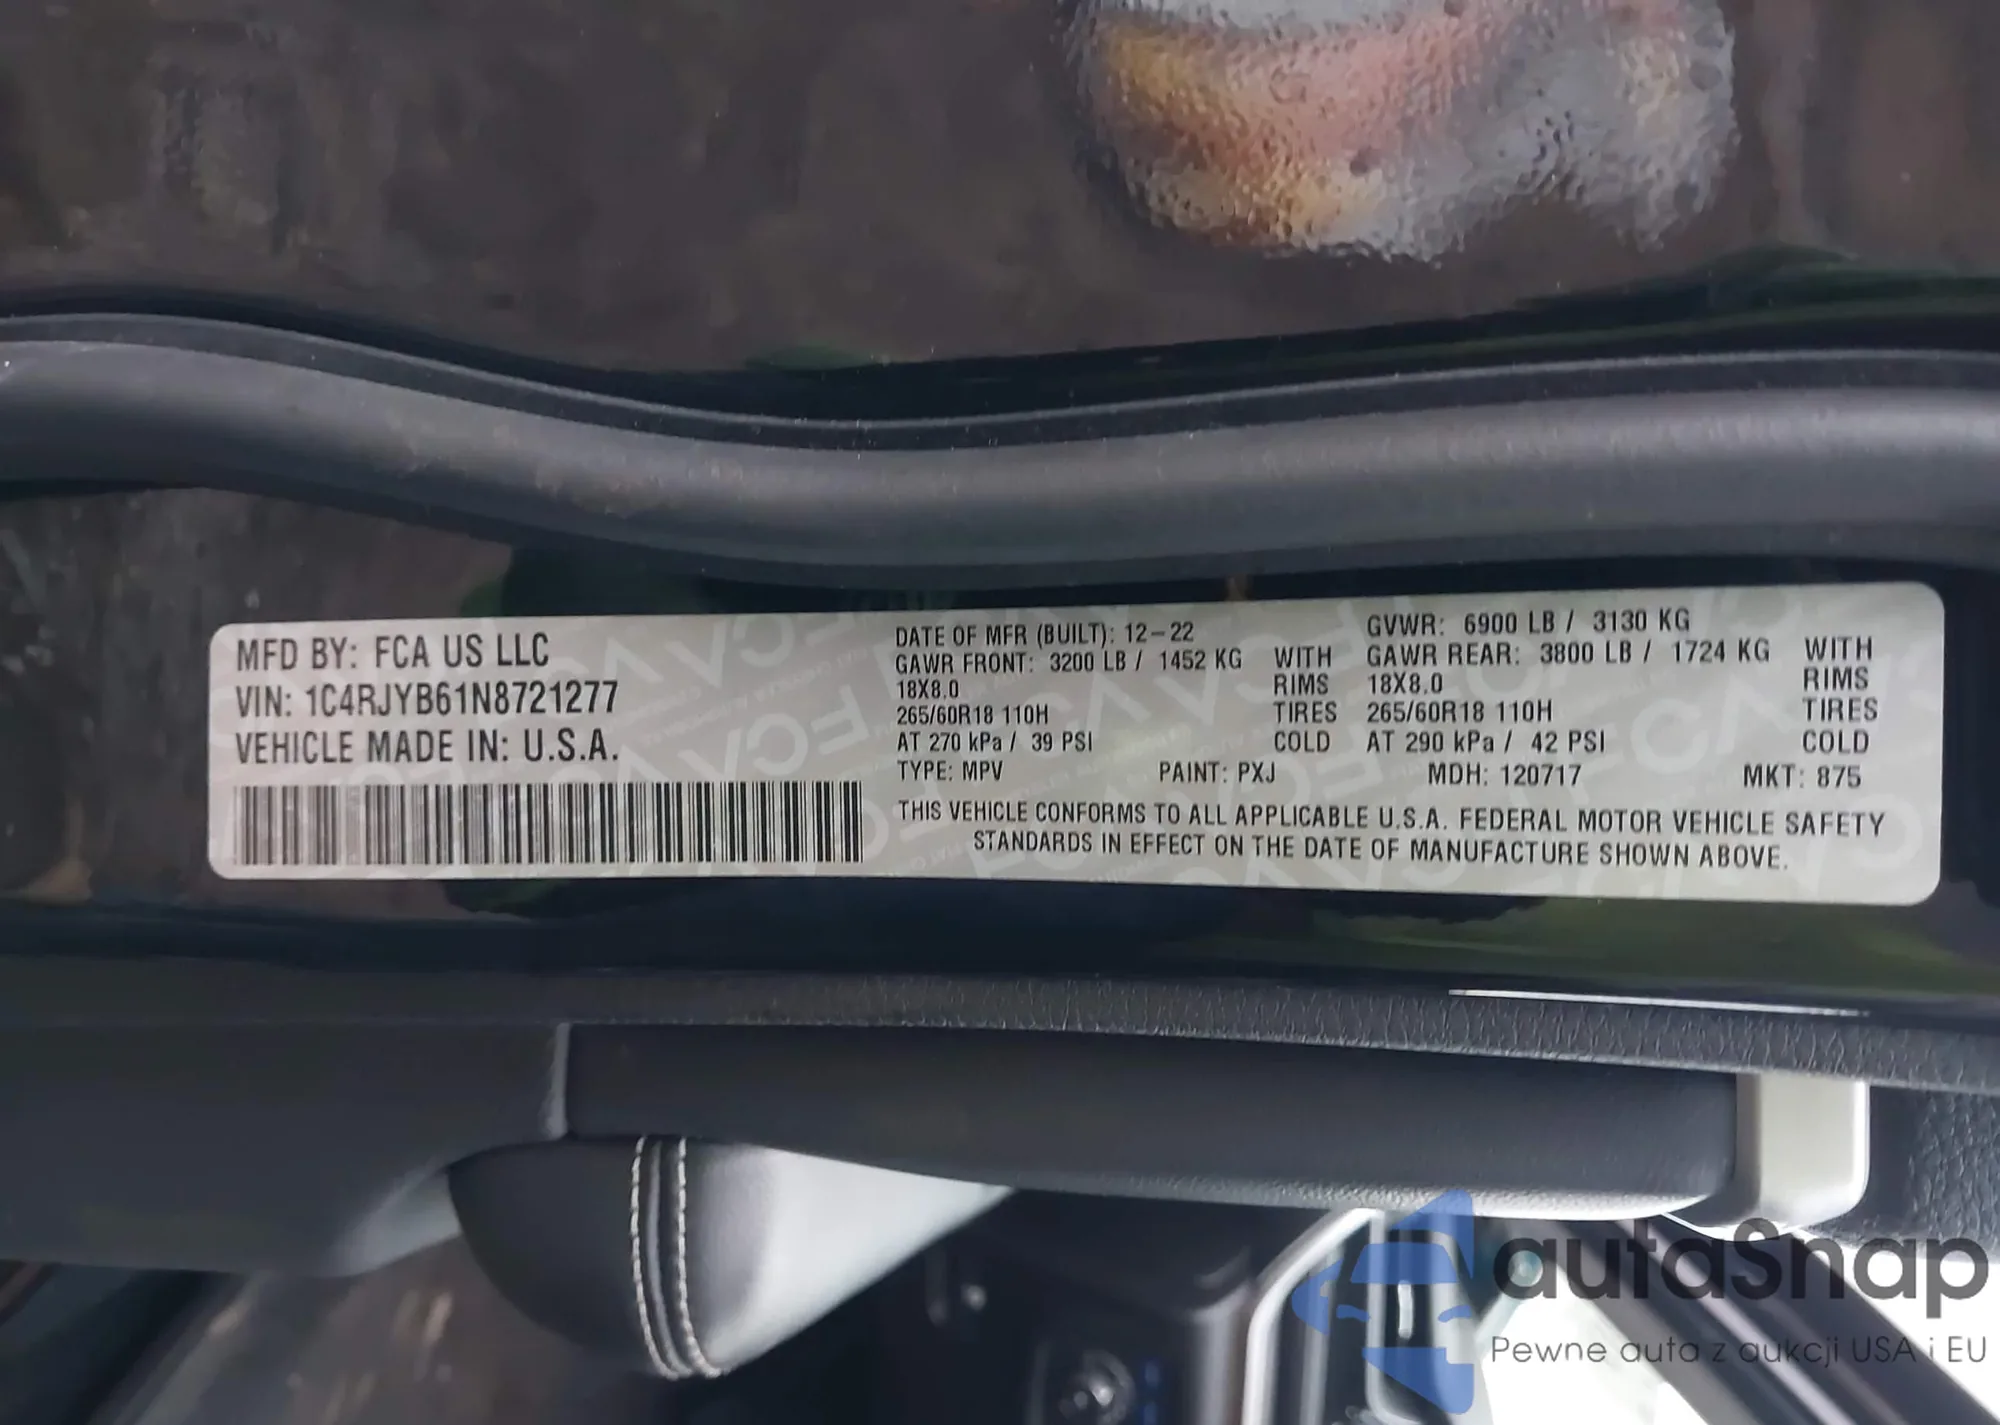 MFD BY: FCA US LLC
VIN: 1C4RJYB61N8721277
VEHICLE MADE IN: U.S.A.
DATE OF MFR (BUILT): 12-22 GVWR: 6900 LB / 3130 KG
GAWR FRONT: 3200 LB / 1452 KG WITH GAWR REAR: 3800 LB / 1724 KG WITH
18X8.0 RIMS 18X8.0 RIMS
265/60R18 110H TIRES 265/60R18 110H TIRES
AT 270 kPa / 39 PSI COLD AT 290 kPa / 42 PSI COLD
TYPE: MPV PAINT: PXJ MDH: 120717 MKT: 875
THIS VEHICLE CONFORMS TO ALL APPLICABLE U.S.A. FEDERAL MOTOR VEHICLE SAFETY
STANDARDS IN EFFECT ON THE DATE OF MANUFACTURE SHOWN ABOVE.
autaSnap
Pewne auta z aukcji USA i EU